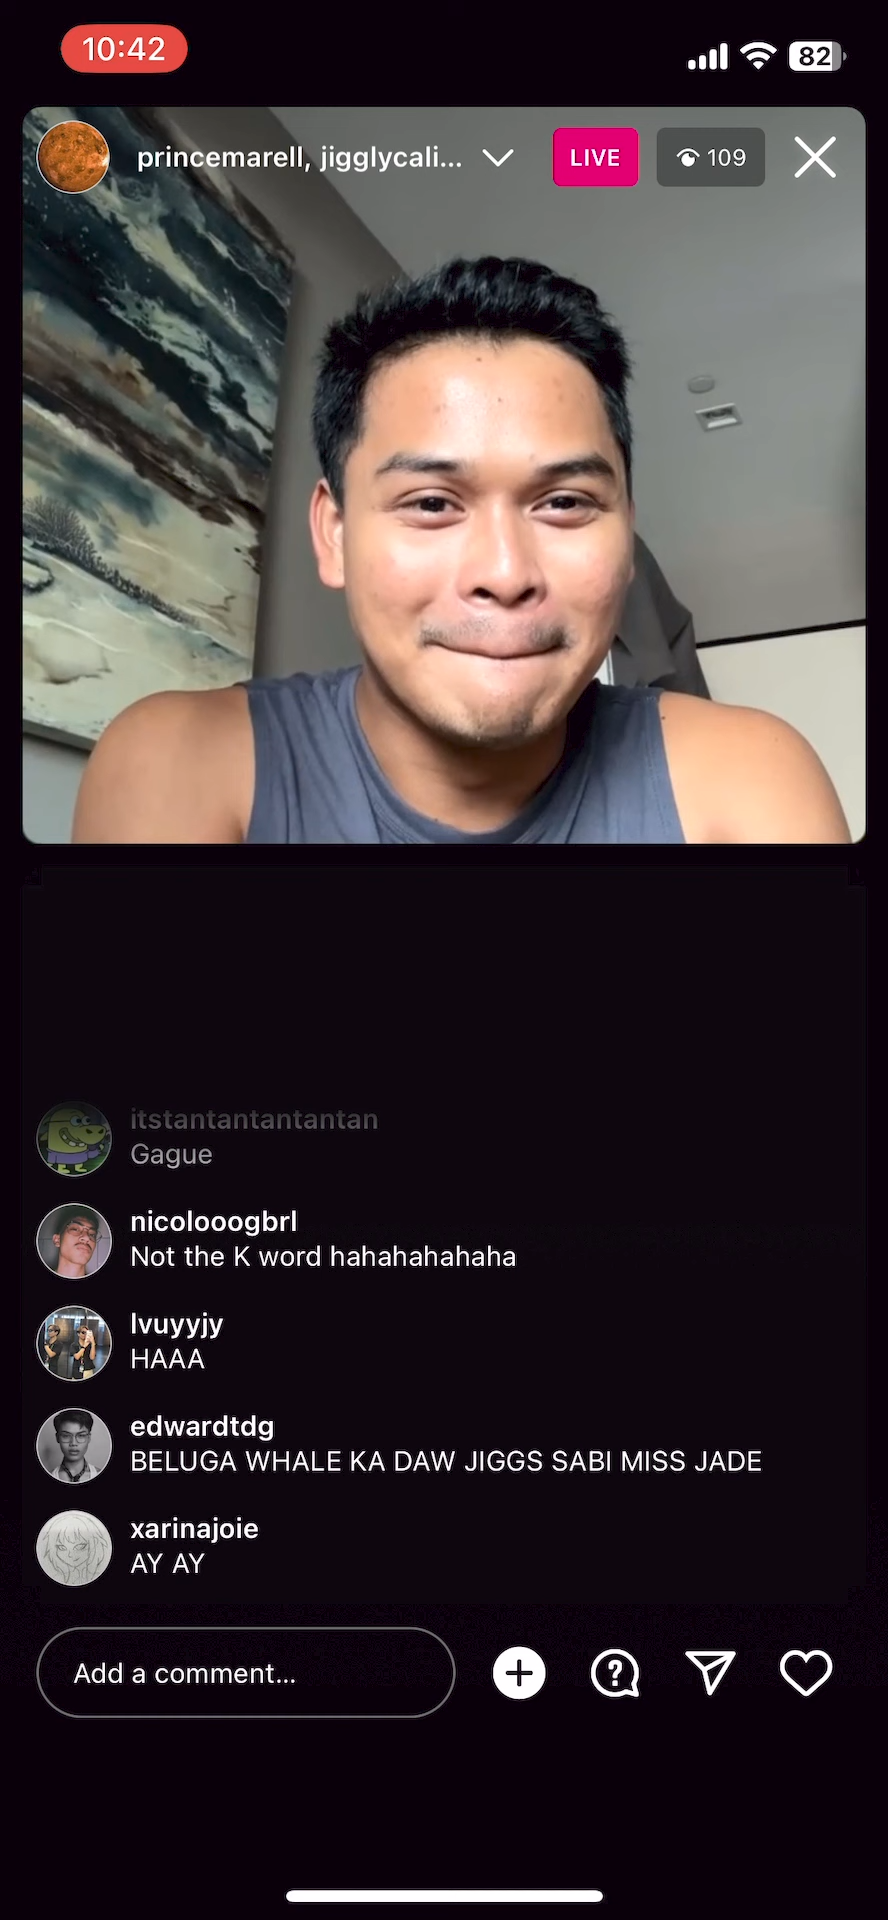 10:42
82
princemarell, jigglycali...
LIVE
109
itstantantantantan
Gague
nicolooogbrl
Not the K word hahahahahaha
lvuyyjy
HAAA
edwardtdg
BELUGA WHALE KA DAW JIGGS SABI MISS JADE
xarinajoie
AY AY
Add a comment...